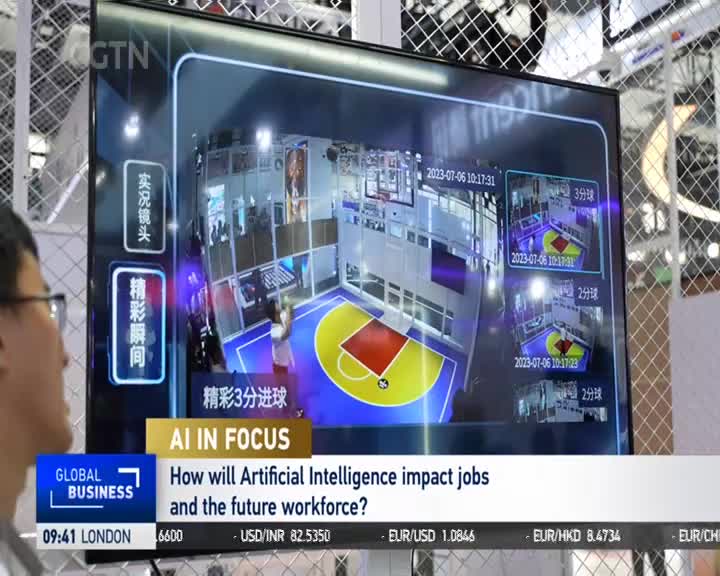 CGTN
实况镜头
精彩瞬间
2023-07-06 10:17:31
精彩3分进球
3分球
2023-07-06 10:17:31
2分球
2023-07-06 10:17:23
2分球
AI IN FOCUS
GLOBAL
BUSINESS
How will Artificial Intelligence impact jobs
and the future workforce?
09:41 LONDON
.6600 - USD/INR 82.5350 - EUR/USD 1.0846 - EUR/HKD 8.4734 - EUR/CH